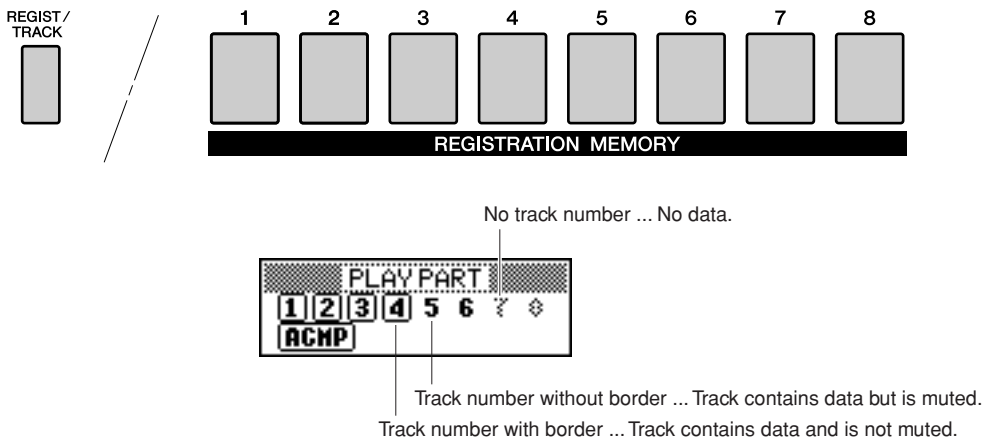 REGIST /
TRACK
1 2 3 4 5 6 7 8
REGISTRATION MEMORY
No track number ... No data.
PLAY PART
1 2 3 4 5 6 7 8
ACMP
Track number without border ... Track contains data but is muted.
Track number with border ... Track contains data and is not muted.